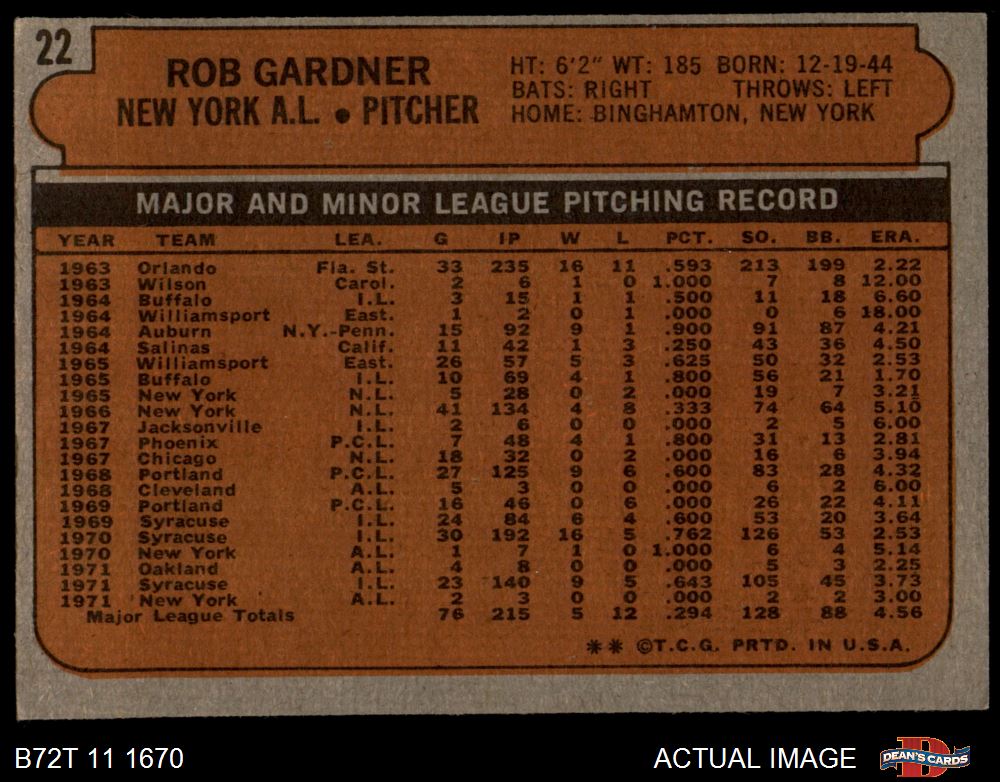 22
ROB GARDNER
NEW YORK A.L. • PITCHER
HT: 6'2" WT: 185 BORN: 12-19-44
BATS: RIGHT THROWS: LEFT
HOME: BINGHAMTON, NEW YORK
MAJOR AND MINOR LEAGUE PITCHING RECORD
YEAR TEAM LEA. G IP W L PCT. SO. BB. ERA.
1963 Orlando Fla. St. 33 235 16 11 .593 213 199 2.22
1963 Wilson Carol. 2 6 1 0 1.000 7 8 12.00
1964 Buffalo I.L. 3 15 1 1 .500 11 18 6.60
1964 Williamsport East. 1 2 0 1 .000 0 6 18.00
1964 Auburn N.Y.-Penn. 15 92 9 1 .900 91 87 4.21
1964 Salinas Calif. 11 42 1 3 .250 43 36 4.50
1965 Williamsport East. 26 57 5 3 .625 50 32 2.53
1965 Buffalo I.L. 10 69 4 1 .800 56 21 1.70
1965 New York N.L. 5 28 0 2 .000 19 7 3.21
1966 New York N.L. 41 134 4 8 .333 74 64 5.10
1967 Jacksonville I.L. 2 6 0 0 .000 2 5 6.00
1967 Phoenix P.C.L. 7 48 4 1 .800 31 13 2.81
1967 Chicago N.L. 18 32 0 2 .000 16 6 3.94
1968 Portland P.C.L. 27 125 9 6 .600 83 28 4.32
1968 Cleveland A.L. 5 3 0 0 .000 6 2 6.00
1969 Portland P.C.L. 16 46 0 6 .000 26 22 4.11
1969 Syracuse I.L. 24 84 6 4 .600 53 20 3.64
1970 Syracuse I.L. 30 192 16 5 .762 126 53 2.53
1970 New York A.L. 1 7 1 0 1.000 6 4 5.14
1971 Oakland A.L. 4 8 0 0 .000 5 3 2.25
1971 Syracuse I.L. 23 140 9 5 .643 105 45 3.73
1971 New York A.L. 2 3 0 0 .000 2 2 3.00
Major League Totals 76 215 5 12 .294 128 88 4.56
** ©T.C.G. PRTD. IN U.S.A.
B72T 11 1670 ACTUAL IMAGE DEAN'S CARDS